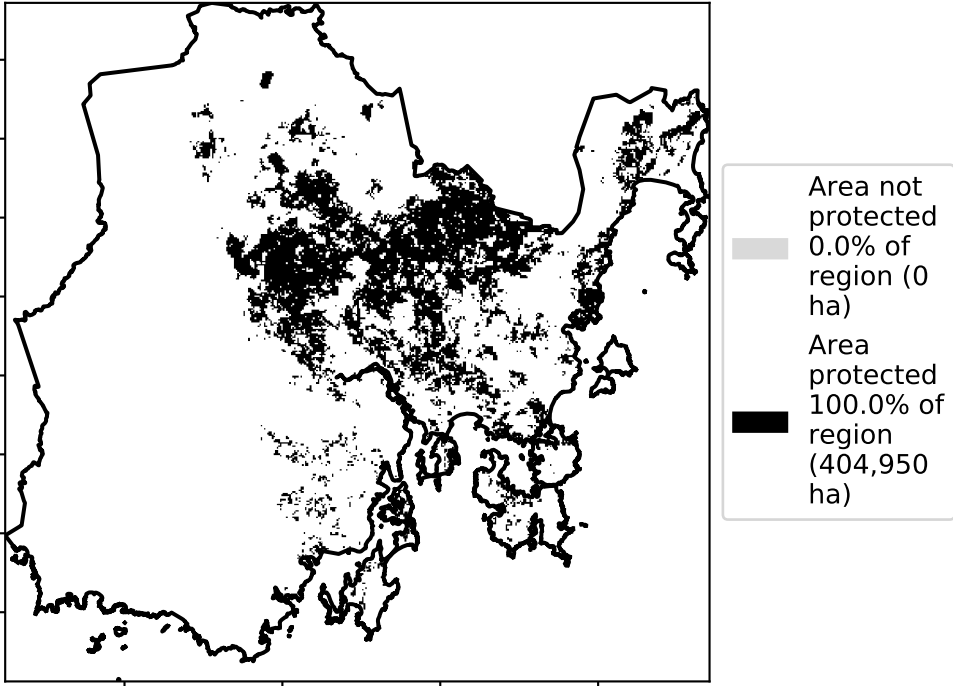 Area not
protected
0.0% of
region (0
ha)
Area
protected
100.0% of
region
(404,950
ha)